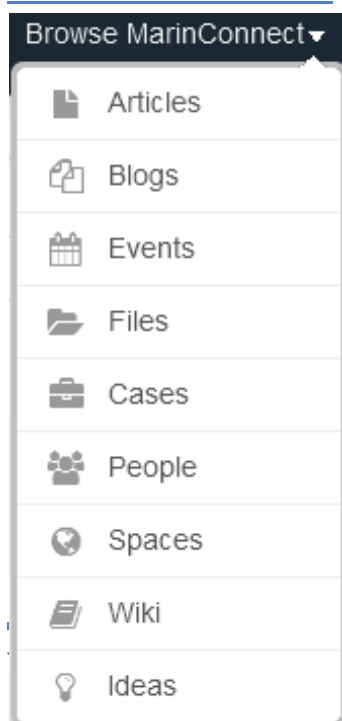 Browse MarinConnect
Articles
Blogs
Events
Files
Cases
People
Spaces
Wiki
Ideas